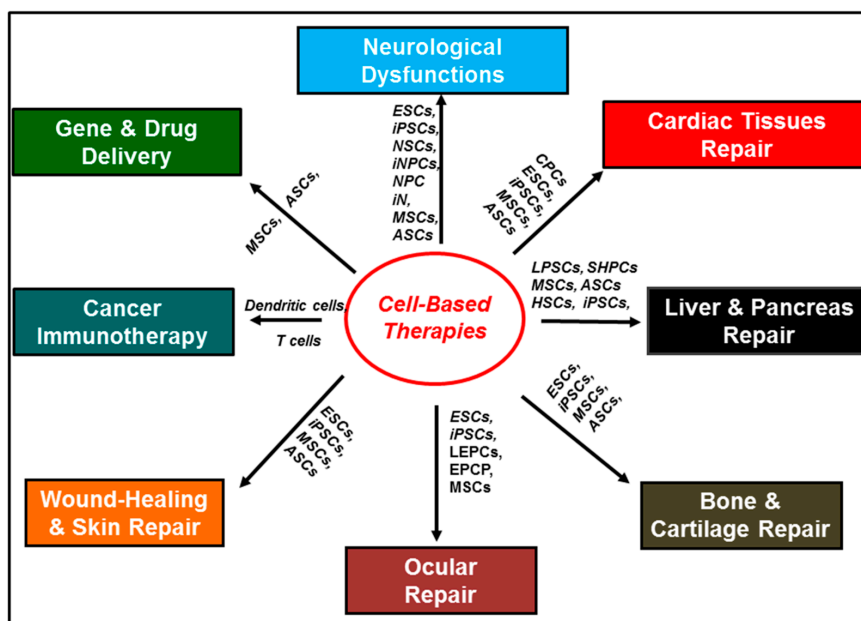 Neurological
Dysfunctions
Gene & Drug
Delivery
Cardiac Tissues
Repair
ESCs,
iPSCs,
NSCs,
iNPCs,
NPC
iN,
MSCs,
ASCs
MSCs, ASCs,
CPCs
ESCs,
iPSCs,
MSCs,
ASCs
Cell-Based
Therapies
LPSCs, SHPCs
MSCs, ASCs
HSCs, iPSCs,
Liver & Pancreas
Repair
Cancer
Immunotherapy
Dendritic cells,
T cells
ESCs,
iPSCs,
MSCs,
ASCs
Wound-Healing
& Skin Repair
ESCs,
iPSCs,
LEPCs,
EPCP,
MSCs
Ocular
Repair
ESCs,
iPSCs,
MSCs,
ASCs,
Bone &
Cartilage Repair